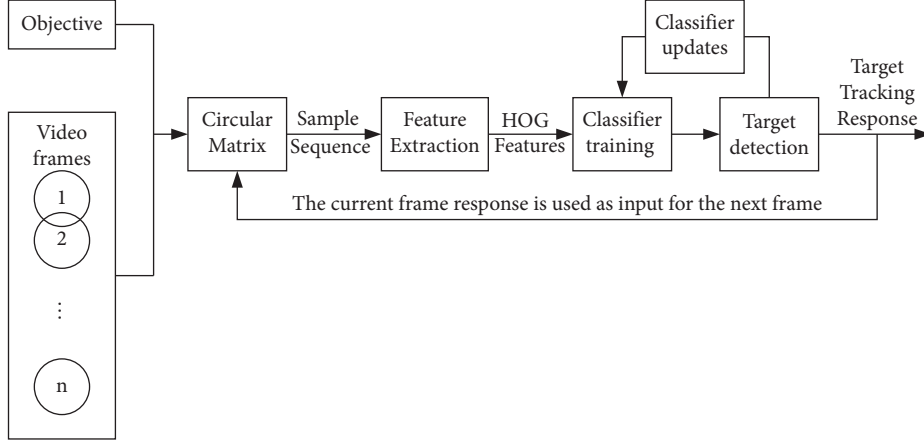 Objective
Video
frames
1
2
⋮
n
Circular
Matrix
Sample
Sequence
Feature
Extraction
HOG
Features
Classifier
training
Classifier
updates
Target
detection
Target
Tracking
Response
The current frame response is used as input for the next frame